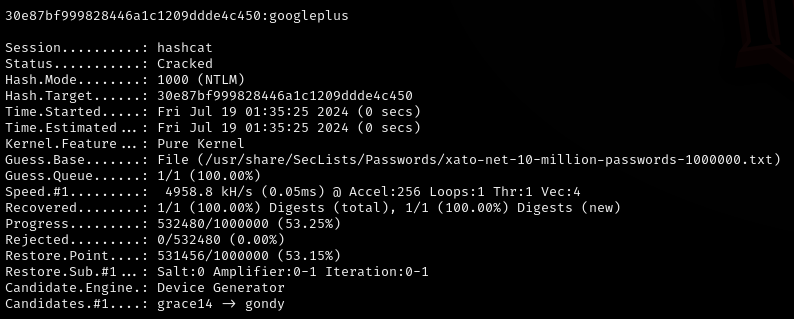 30e87bf999828446a1c1209ddde4c450:googleplus
Session..........: hashcat
Status...........: Cracked
Hash.Mode........: 1000 (NTLM)
Hash.Target......: 30e87bf999828446a1c1209ddde4c450
Time.Started.....: Fri Jul 19 01:35:25 2024 (0 secs)
Time.Estimated...: Fri Jul 19 01:35:25 2024 (0 secs)
Kernel.Feature...: Pure Kernel
Guess.Base.......: File (/usr/share/SecLists/Passwords/xato-net-10-million-passwords-1000000.txt)
Guess.Queue......: 1/1 (100.00%)
Speed.#1.........:  4958.8 kH/s (0.05ms) @ Accel:256 Loops:1 Thr:1 Vec:4
Recovered........: 1/1 (100.00%) Digests (total), 1/1 (100.00%) Digests (new)
Progress.........: 532480/1000000 (53.25%)
Rejected.........: 0/532480 (0.00%)
Restore.Point....: 531456/1000000 (53.15%)
Restore.Sub.#1...: Salt:0 Amplifier:0-1 Iteration:0-1
Candidate.Engine.: Device Generator
Candidates.#1....: grace14 -> gondy